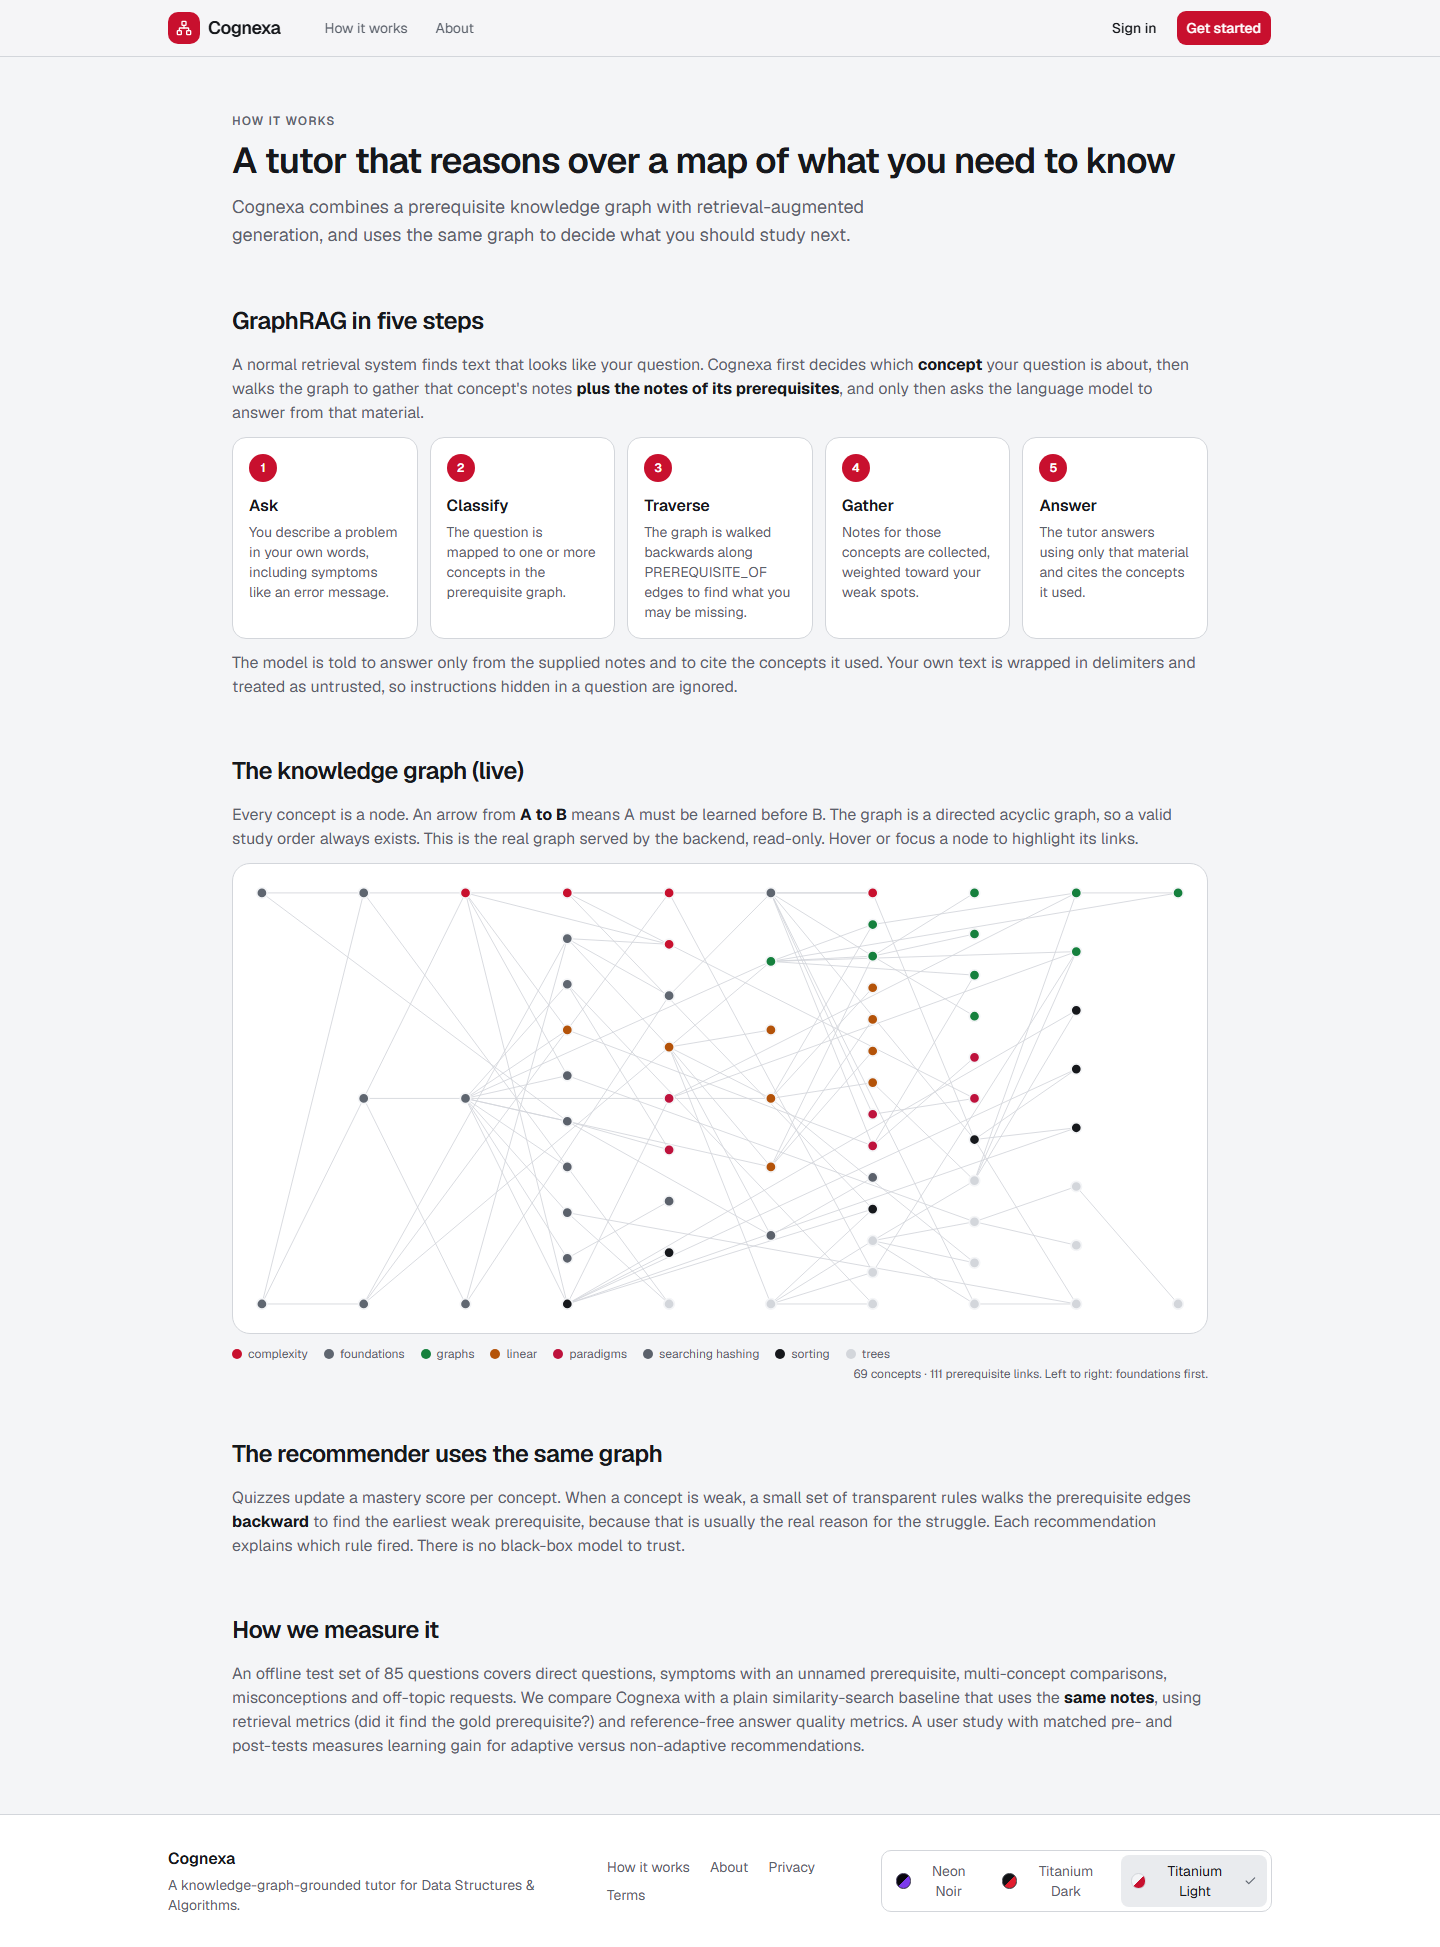 Cognexa
How it works
About
Sign in
Get started
HOW IT WORKS
A tutor that reasons over a map of what you need to know
Cognexa combines a prerequisite knowledge graph with retrieval-augmented
generation, and uses the same graph to decide what you should study next.
GraphRAG in five steps
A normal retrieval system finds text that looks like your question. Cognexa first decides which concept your question is about, then
walks the graph to gather that concept's notes plus the notes of its prerequisites, and only then asks the language model to
answer from that material.
1
Ask
You describe a problem
in your own words,
including symptoms
like an error message.
2
Classify
The question is
mapped to one or more
concepts in the
prerequisite graph.
3
Traverse
The graph is walked
backwards along
PREREQUISITE_OF
edges to find what you
may be missing.
4
Gather
Notes for those
concepts are collected,
weighted toward your
weak spots.
5
Answer
The tutor answers
using only that material
and cites the concepts
it used.
The model is told to answer only from the supplied notes and to cite the concepts it used. Your own text is wrapped in delimiters and
treated as untrusted, so instructions hidden in a question are ignored.
The knowledge graph (live)
Every concept is a node. An arrow from A to B means A must be learned before B. The graph is a directed acyclic graph, so a valid
study order always exists. This is the real graph served by the backend, read-only. Hover or focus a node to highlight its links.
complexity
foundations
graphs
linear
paradigms
searching hashing
sorting
trees
69 concepts · 111 prerequisite links. Left to right: foundations first.
The recommender uses the same graph
Quizzes update a mastery score per concept. When a concept is weak, a small set of transparent rules walks the prerequisite edges
backward to find the earliest weak prerequisite, because that is usually the real reason for the struggle. Each recommendation
explains which rule fired. There is no black-box model to trust.
How we measure it
An offline test set of 85 questions covers direct questions, symptoms with an unnamed prerequisite, multi-concept comparisons,
misconceptions and off-topic requests. We compare Cognexa with a plain similarity-search baseline that uses the same notes, using
retrieval metrics (did it find the gold prerequisite?) and reference-free answer quality metrics. A user study with matched pre- and
post-tests measures learning gain for adaptive versus non-adaptive recommendations.
Cognexa
A knowledge-graph-grounded tutor for Data Structures &
Algorithms.
How it works
About
Privacy
Terms
Neon
Noir
Titanium
Dark
Titanium
Light